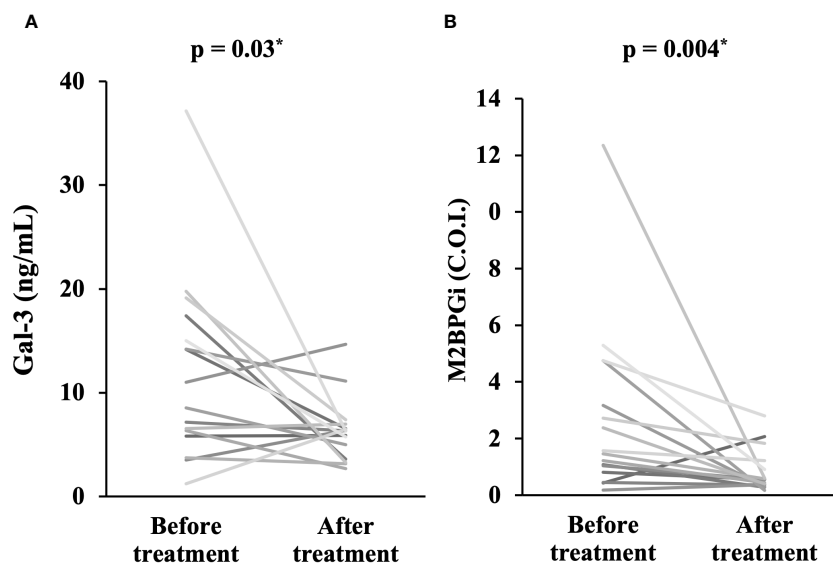 A
p = 0.03*
40
30
20
10
0
Gal-3 (ng/mL)
Before
treatment
After
treatment
B
p = 0.004*
14
12
0
8
6
4
2
0
M2BPGi (C.O.I.)
Before
treatment
After
treatment